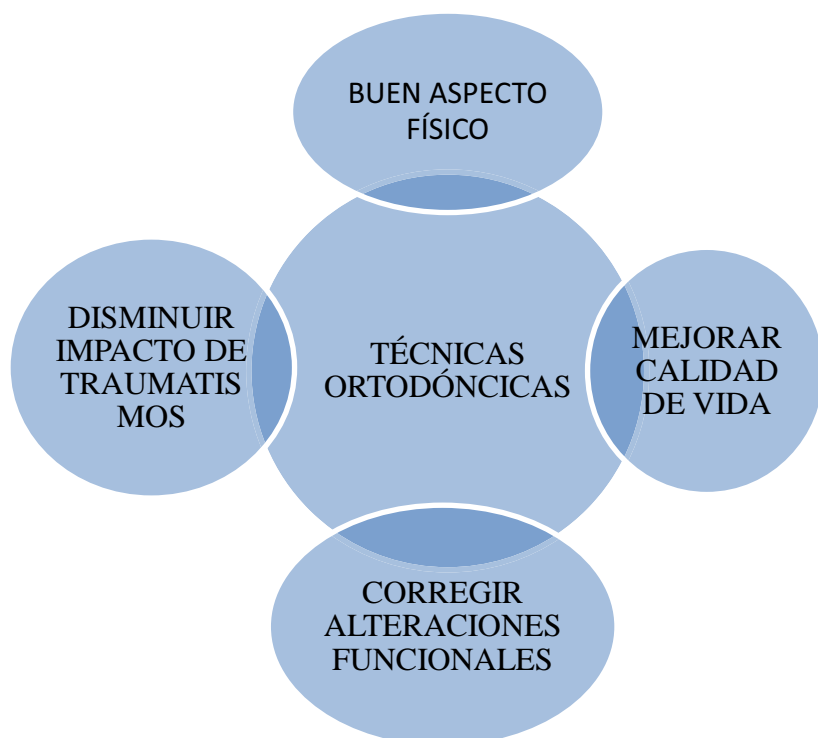 BUEN ASPECTO
FÍSICO
DISMINUIR
IMPACTO DE
TRAUMATIS
MOS
TÉCNICAS
ORTODÓNCICAS
MEJORAR
CALIDAD
DE VIDA
CORREGIR
ALTERACIONES
FUNCIONALES